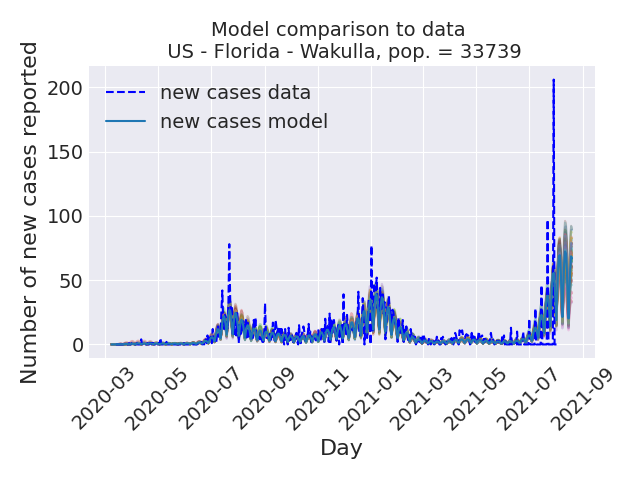 Model comparison to data
US - Florida - Wakulla, pop. = 33739
Number of new cases reported
200
150
100
50
0
new cases data
new cases model
2020-03
2020-05
2020-07
2020-09
2020-11
2021-01
2021-03
2021-05
2021-07
2021-09
Day